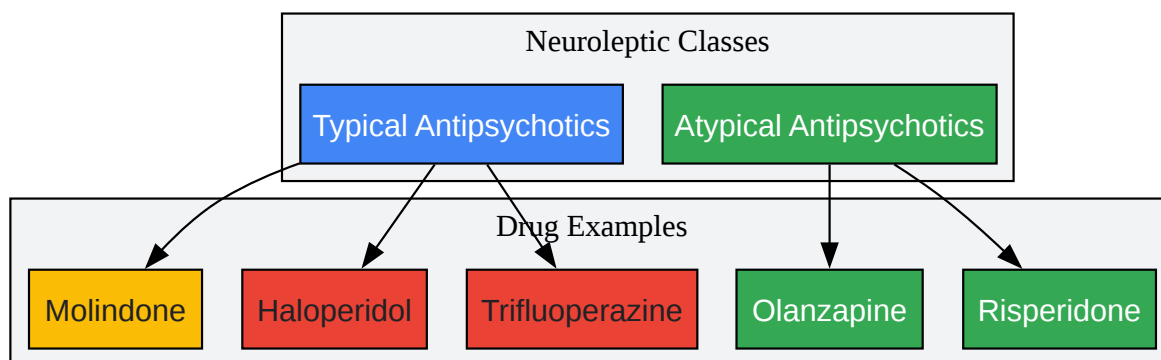 Neuroleptic Classes
Typical Antipsychotics
Atypical Antipsychotics
Drug Examples
Molindone
Haloperidol
Trifluoperazine
Olanzapine
Risperidone